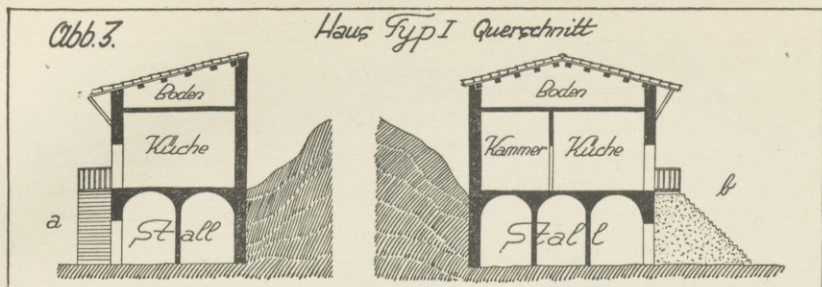 Abb. 3.
Haus Typ I Querschnitt
Boden
Küche
a
Stall
Boden
Kammer Küche
b
Stall